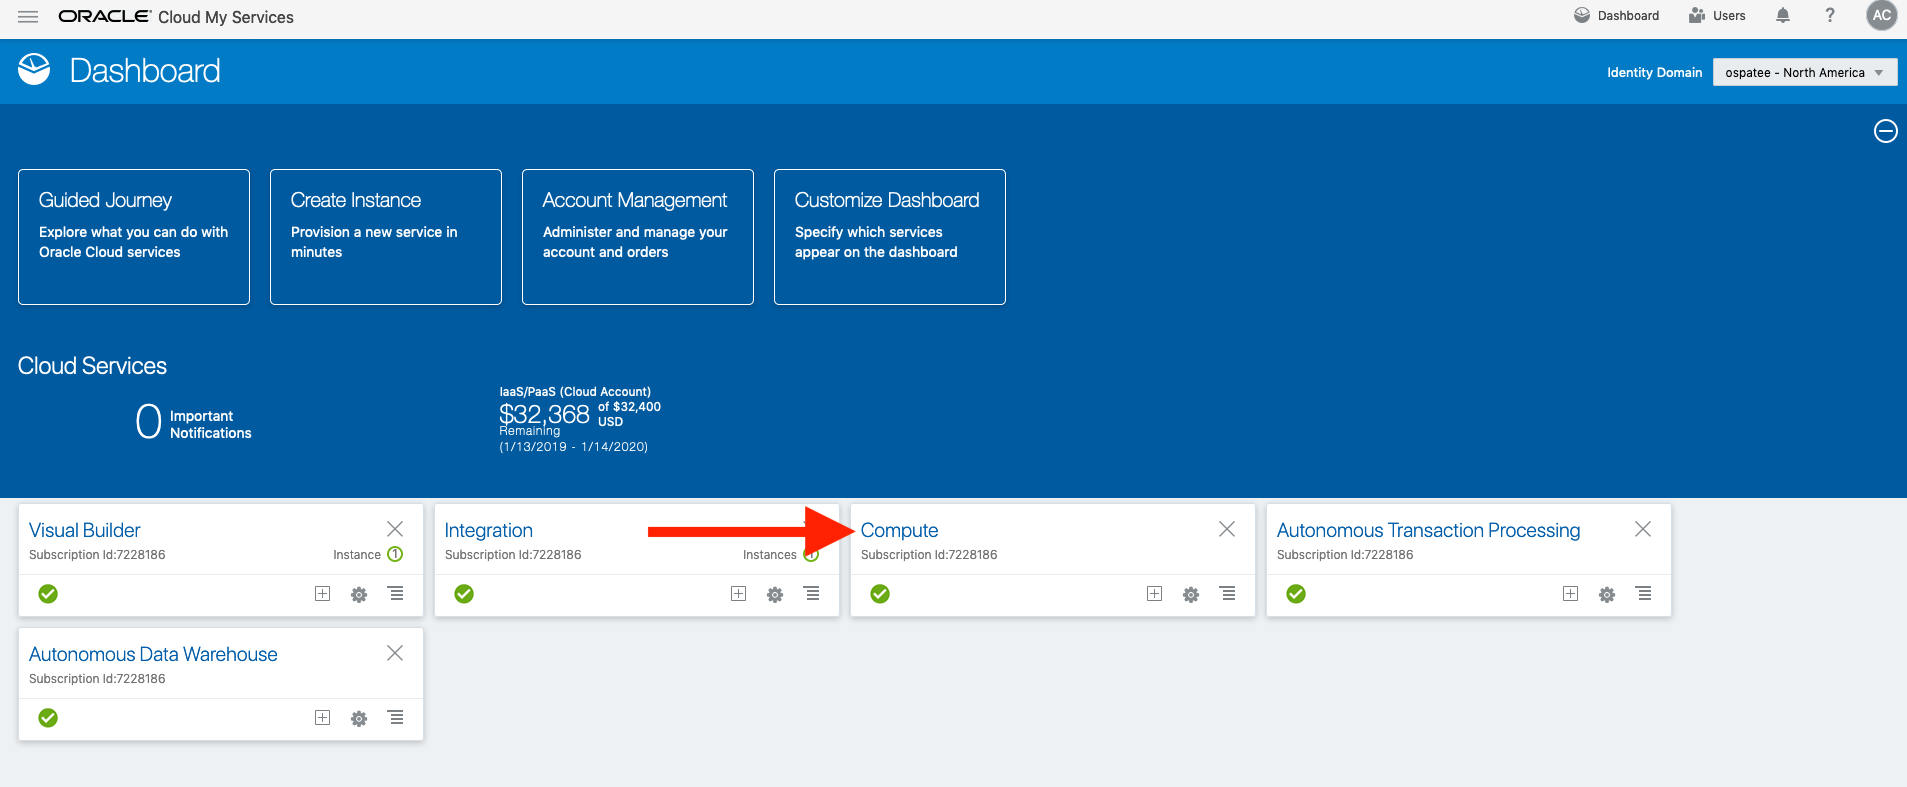 ORACLE Cloud My Services
Dashboard
Users
?
AC
Dashboard
Identity Domain
ospatee - North America
Guided Journey
Explore what you can do with
Oracle Cloud services
Create Instance
Provision a new service in
minutes
Account Management
Administer and manage your
account and orders
Customize Dashboard
Specify which services
appear on the dashboard
Cloud Services
0 Important
Notifications
IaaS/PaaS (Cloud Account)
$32,368 of $32,400
USD
Remaining
(1/13/2019 - 1/14/2020)
Visual Builder
Subscription Id:7228186
Instance 1
Integration
Subscription Id:7228186
Instances 1
Compute
Subscription Id:7228186
Autonomous Transaction Processing
Subscription Id:7228186
Autonomous Data Warehouse
Subscription Id:7228186